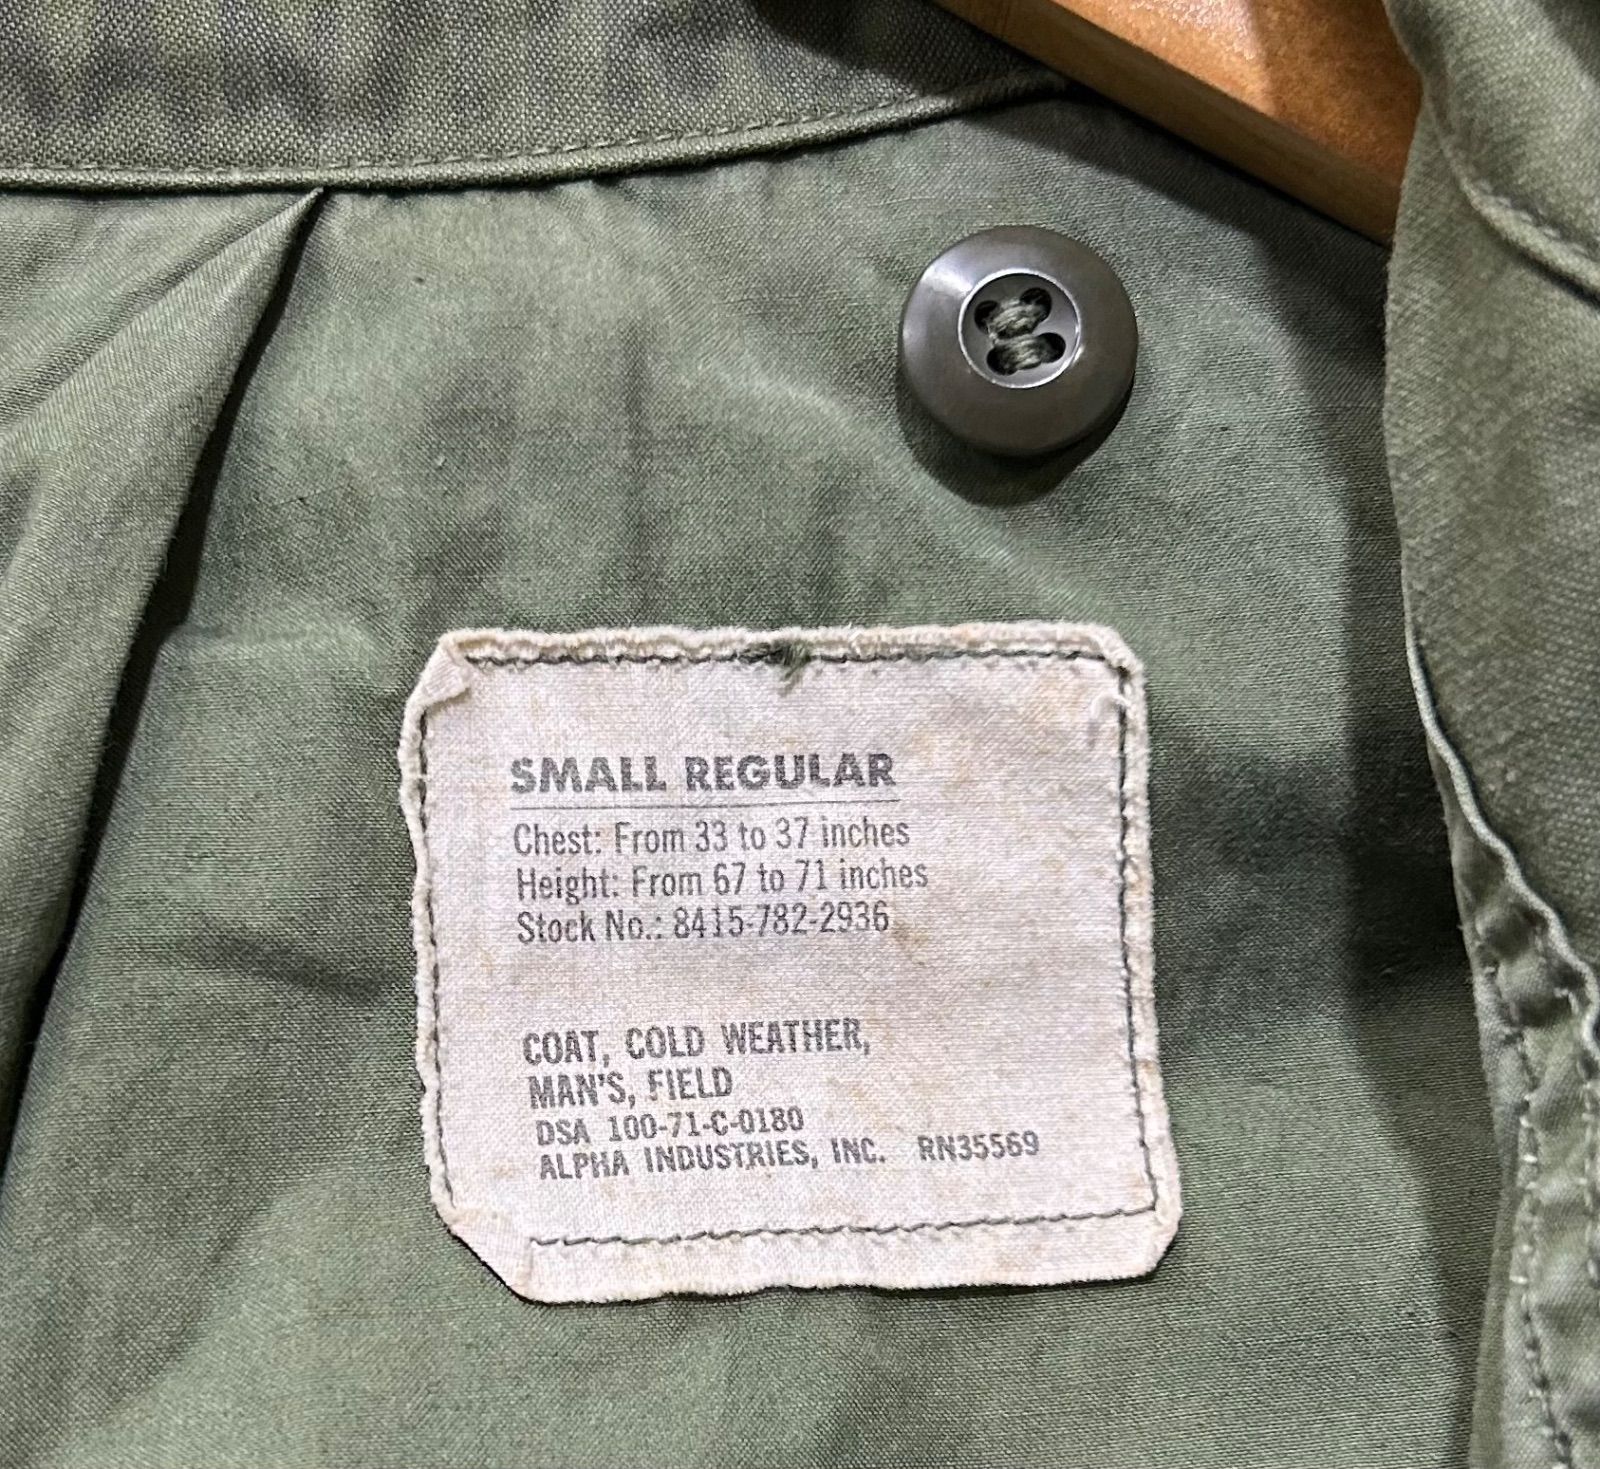 SMALL REGULAR
Chest: From 33 to 37 inches
Height: From 67 to 71 inches
Stock No.: 8415-782-2936
COAT, COLD WEATHER,
MAN'S, FIELD
DSA 100-71-C-0180
ALPHA INDUSTRIES, INC. RN35569